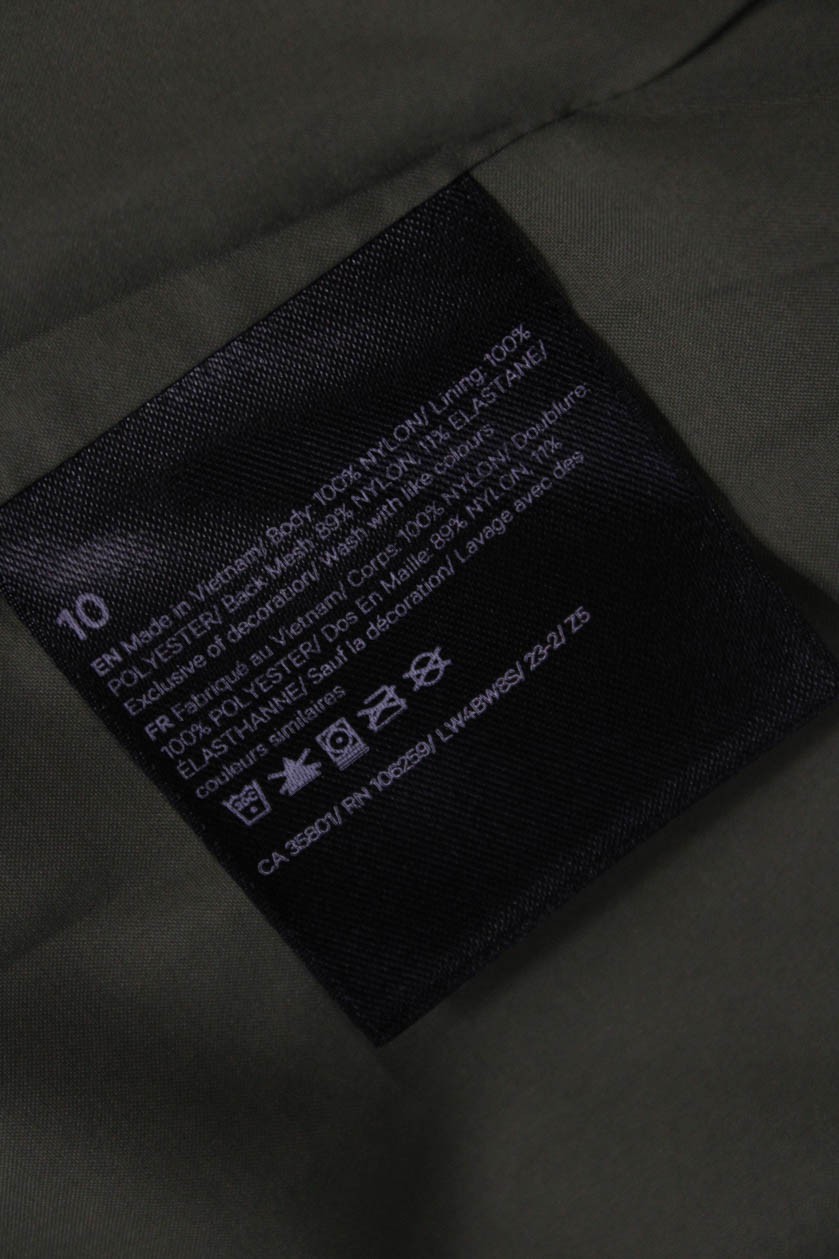 10
EN Made in Vietnam/ Body: 100% NYLON/ Lining: 100%
POLYESTER/ Back Mesh: 89% NYLON, 11% ELASTANE/
Exclusive of decoration/ Wash with like colours
FR Fabriqué au Vietnam/ Corps: 100% NYLON/ Doublure:
100% POLYESTER/ Dos En Maille: 89% NYLON, 11%
ÉLASTHANNE/ Sauf la décoration/ Lavage avec des
couleurs similaires
CA 35801/ RN 106259/ LW4BW8S/ 23-2/ Z5